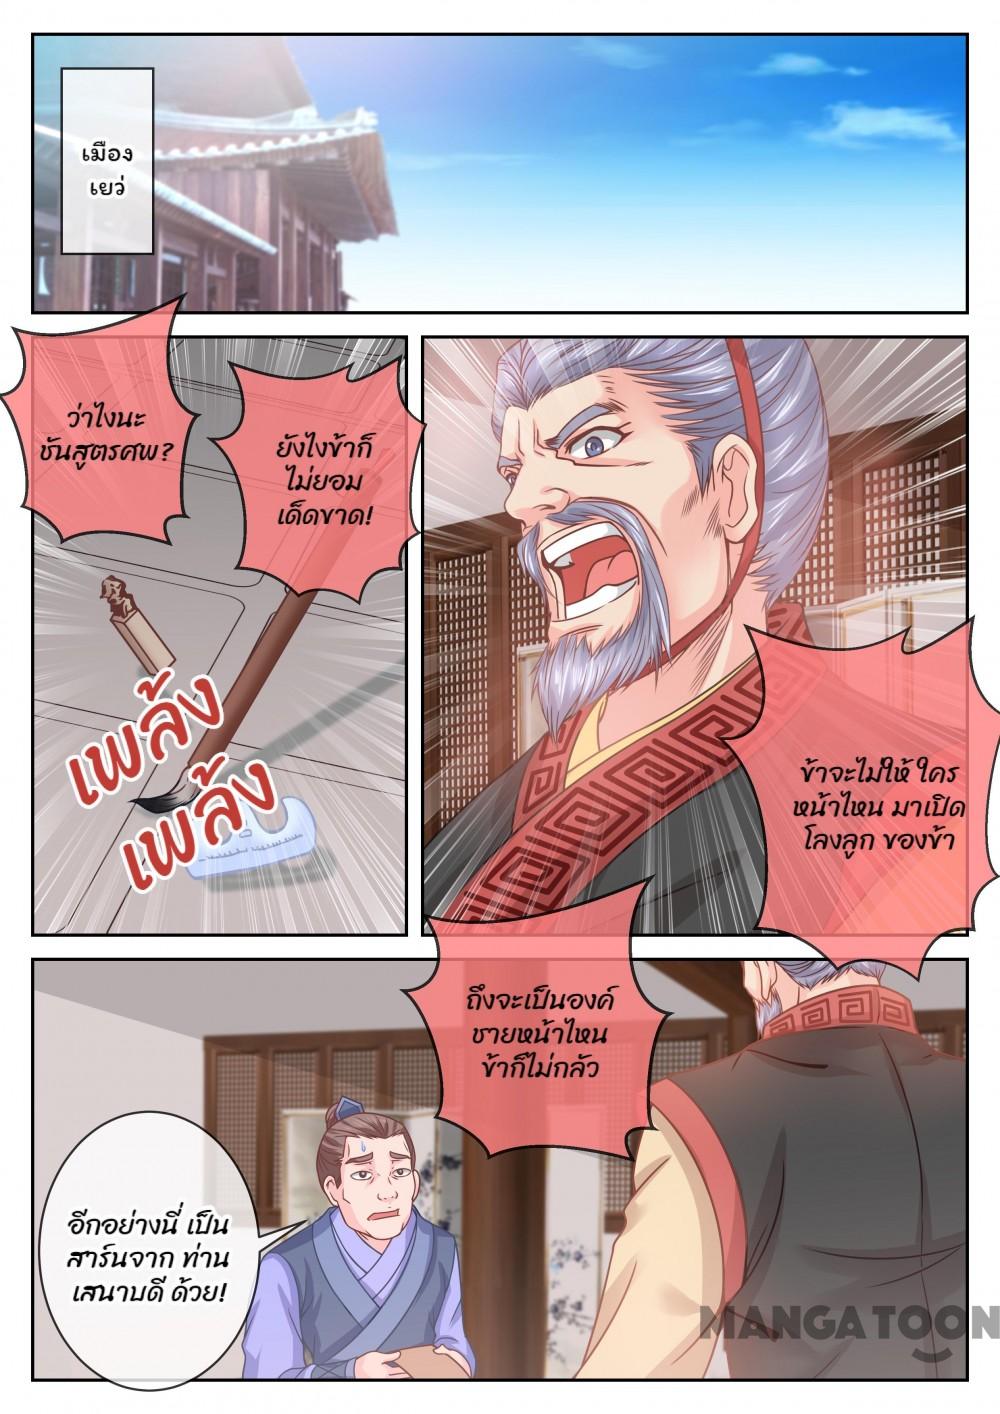 เมือง
เยว่
ว่าไงนะ
ชันสูตรศพ?
ยังไงข้าก็
ไม่ยอม
เด็ดขาด!
เพล้ง
เพล้ง
ข้าจะไม่ให้ ใคร
หน้าไหน มาเปิด
โลงลูก ของข้า
ถึงจะเป็นองค์
ชายหน้าไหน
ข้าก็ไม่กลัว
อีกอย่างนี่ เป็น
สาร์นจาก ท่าน
เสนาบดี ด้วย!
MANGATOON